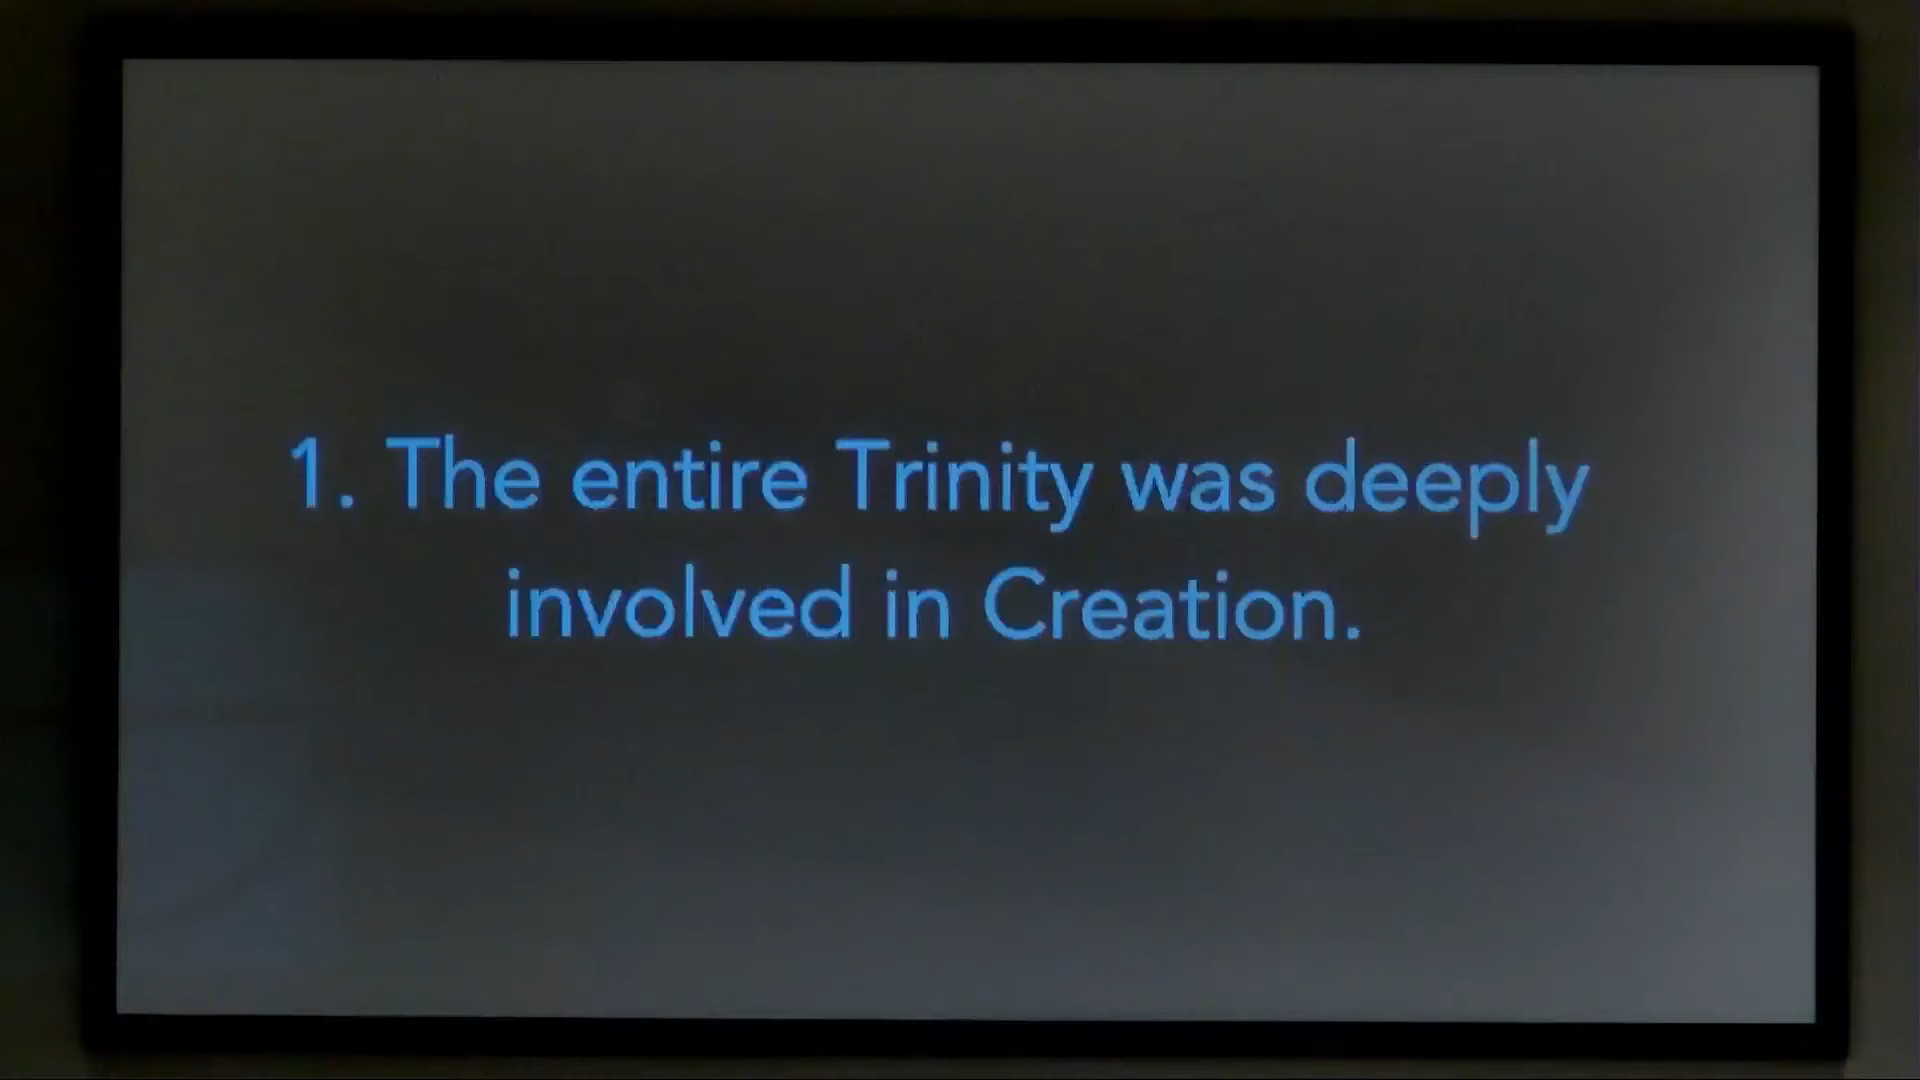 1. The entire Trinity was deeply
involved in Creation.